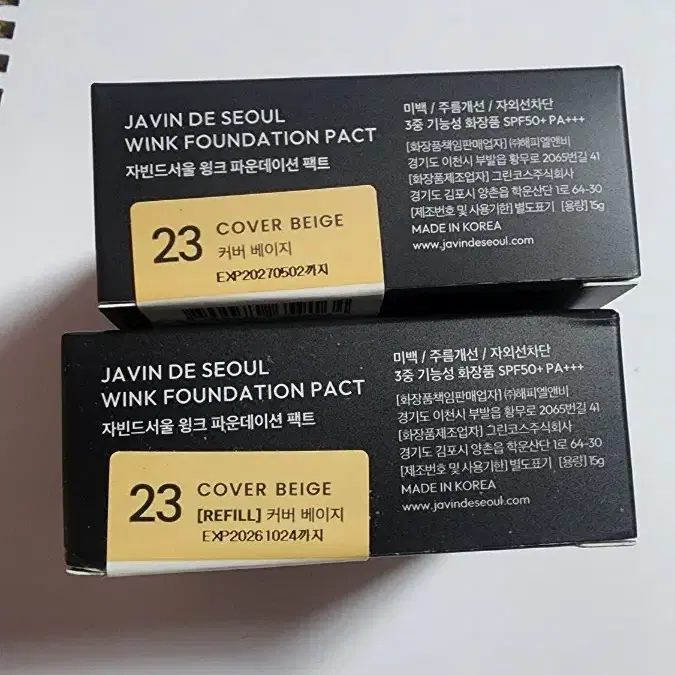 JAVIN DE SEOUL
WINK FOUNDATION PACT
자빈드서울 윙크 파운데이션 팩트
23 COVER BEIGE
커버 베이지
EXP20270502까지
미백 / 주름개선 / 자외선차단
3중 기능성 화장품 SPF50+ PA+++
[화장품책임판매업자] ㈜해피엘앤비
경기도 이천시 부발읍 황무로 2065번길 41
[화장품제조업자] 그린코스주식회사
경기도 김포시 양촌읍 학운산단 1로 64-30
[제조번호 및 사용기한] 별도표기 [용량] 15g
MADE IN KOREA
www.javindeseoul.com
JAVIN DE SEOUL
WINK FOUNDATION PACT
자빈드서울 윙크 파운데이션 팩트
23 COVER BEIGE
[REFILL] 커버 베이지
EXP20261024까지
미백 / 주름개선 / 자외선차단
3중 기능성 화장품 SPF50+ PA+++
[화장품책임판매업자] ㈜해피엘앤비
경기도 이천시 부발읍 황무로 2065번길 41
[화장품제조업자] 그린코스주식회사
경기도 김포시 양촌읍 학운산단 1로 64-30
[제조번호 및 사용기한] 별도표기 [용량] 15g
MADE IN KOREA
www.javindeseoul.com